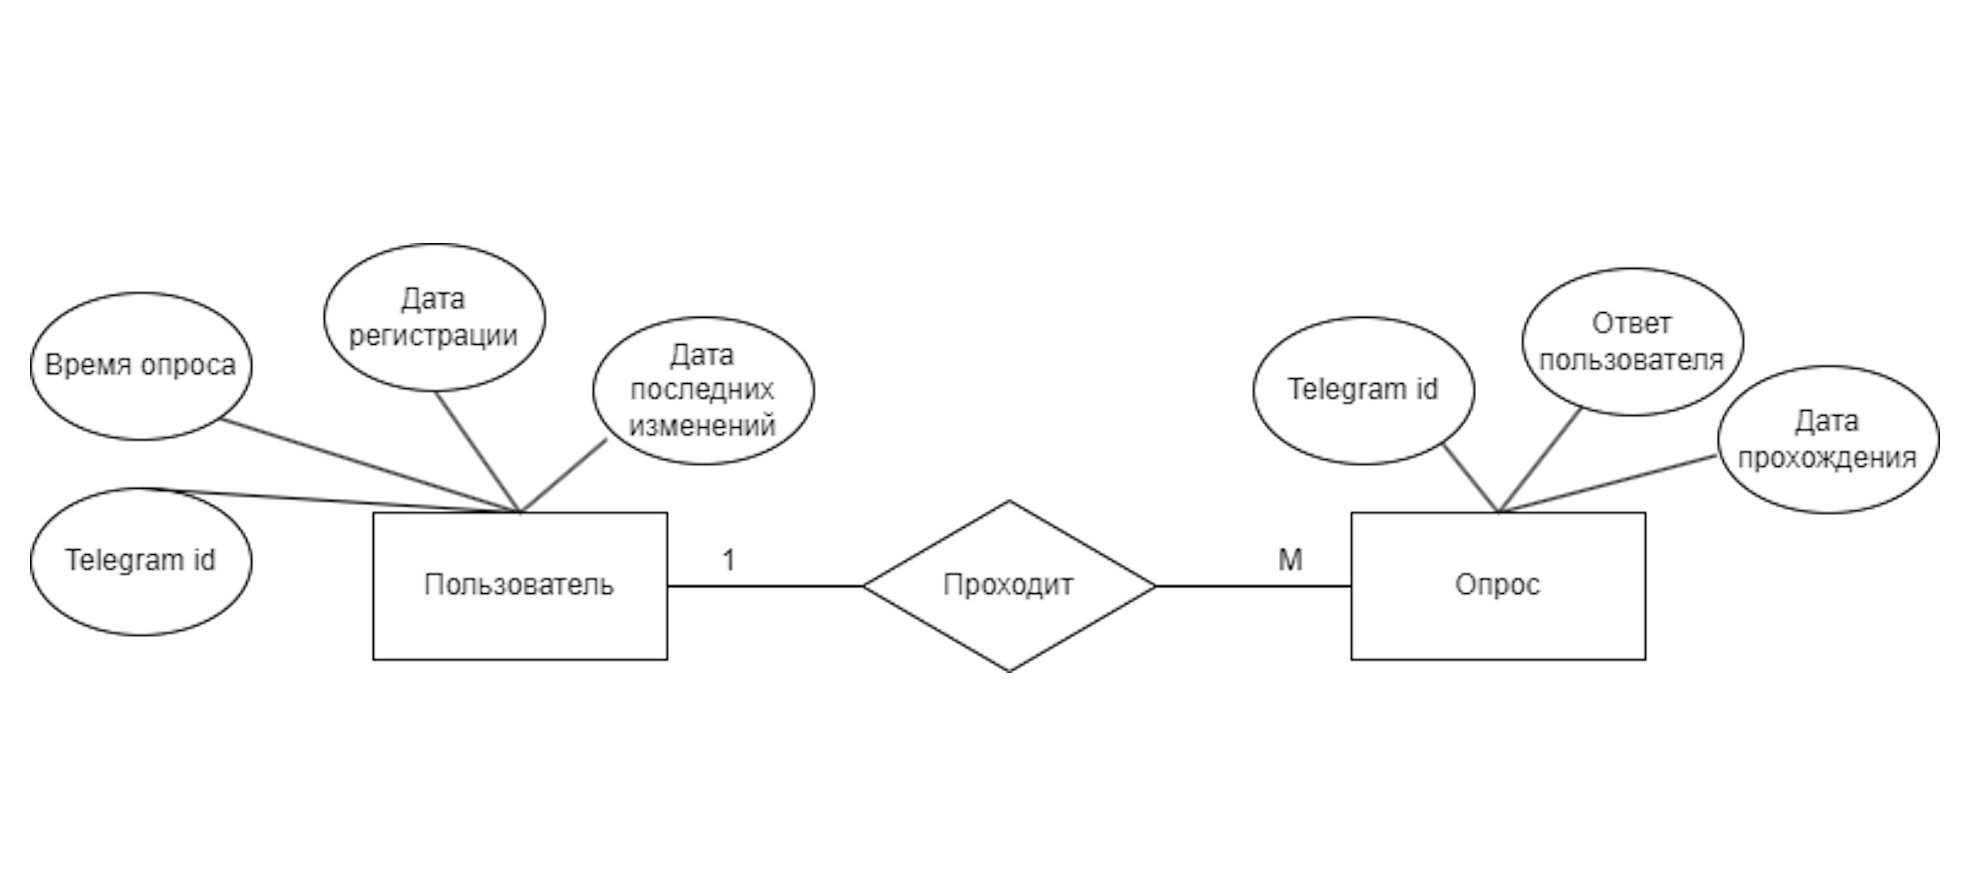 Время опроса
Дата
регистрации
Дата
последних
изменений
Telegram id
Пользователь
1
Проходит
М
Telegram id
Ответ
пользователя
Дата
прохождения
Опрос